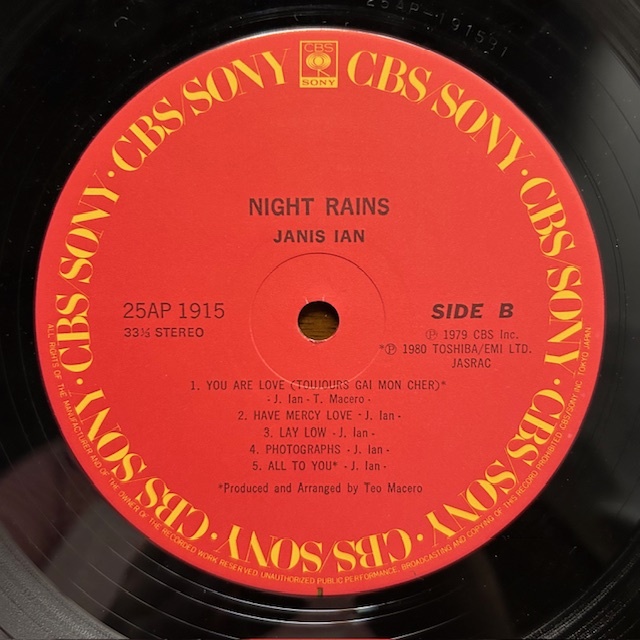 25AP-1915B1
CBS/SONY · CBS/SONY · CBS/SONY · CBS/SONY · CBS/SONY · CBS/SONY · CBS/SONY · CBS/SONY
CBS
SONY
NIGHT RAINS
JANIS IAN
25AP 1915
33⅓ STEREO
SIDE B
Ⓟ 1979 CBS Inc.
*Ⓟ 1980 TOSHIBA/EMI LTD.
JASRAC
1. YOU ARE LOVE (TOUJOURS GAI MON CHER)*
- J. Ian - T. Macero -
2. HAVE MERCY LOVE - J. Ian -
3. LAY LOW - J. Ian -
4. PHOTOGRAPHS - J. Ian -
5. ALL TO YOU* - J. Ian -
*Produced and Arranged by Teo Macero
ALL RIGHTS OF THE MANUFACTURER AND OF THE OWNER OF THE RECORDED WORK RESERVED. UNAUTHORIZED PUBLIC PERFORMANCE, BROADCASTING AND COPYING OF THIS RECORD PROHIBITED. CBS/SONY INC. TOKYO JAPAN